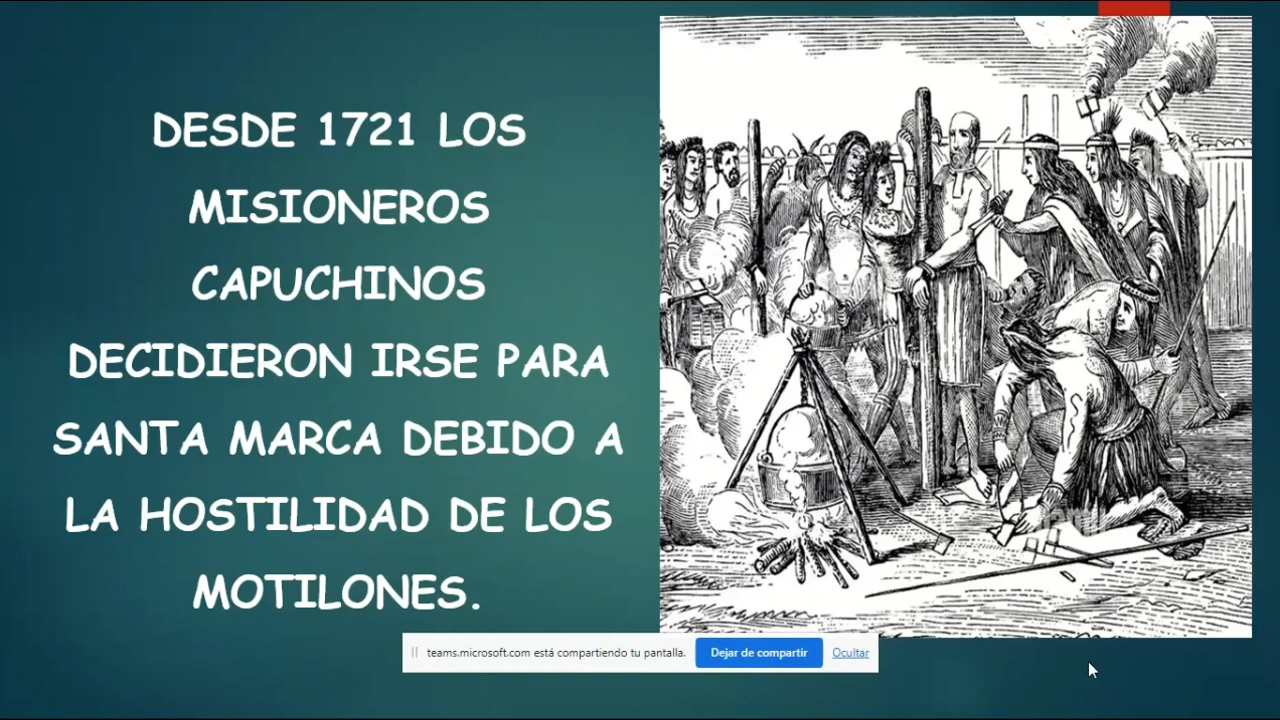 DESDE 1721 LOS
MISIONEROS
CAPUCHINOS
DECIDIERON IRSE PARA
SANTA MARCA DEBIDO A
LA HOSTILIDAD DE LOS
MOTILONES.
teams.microsoft.com está compartiendo tu pantalla. Dejar de compartir Ocultar